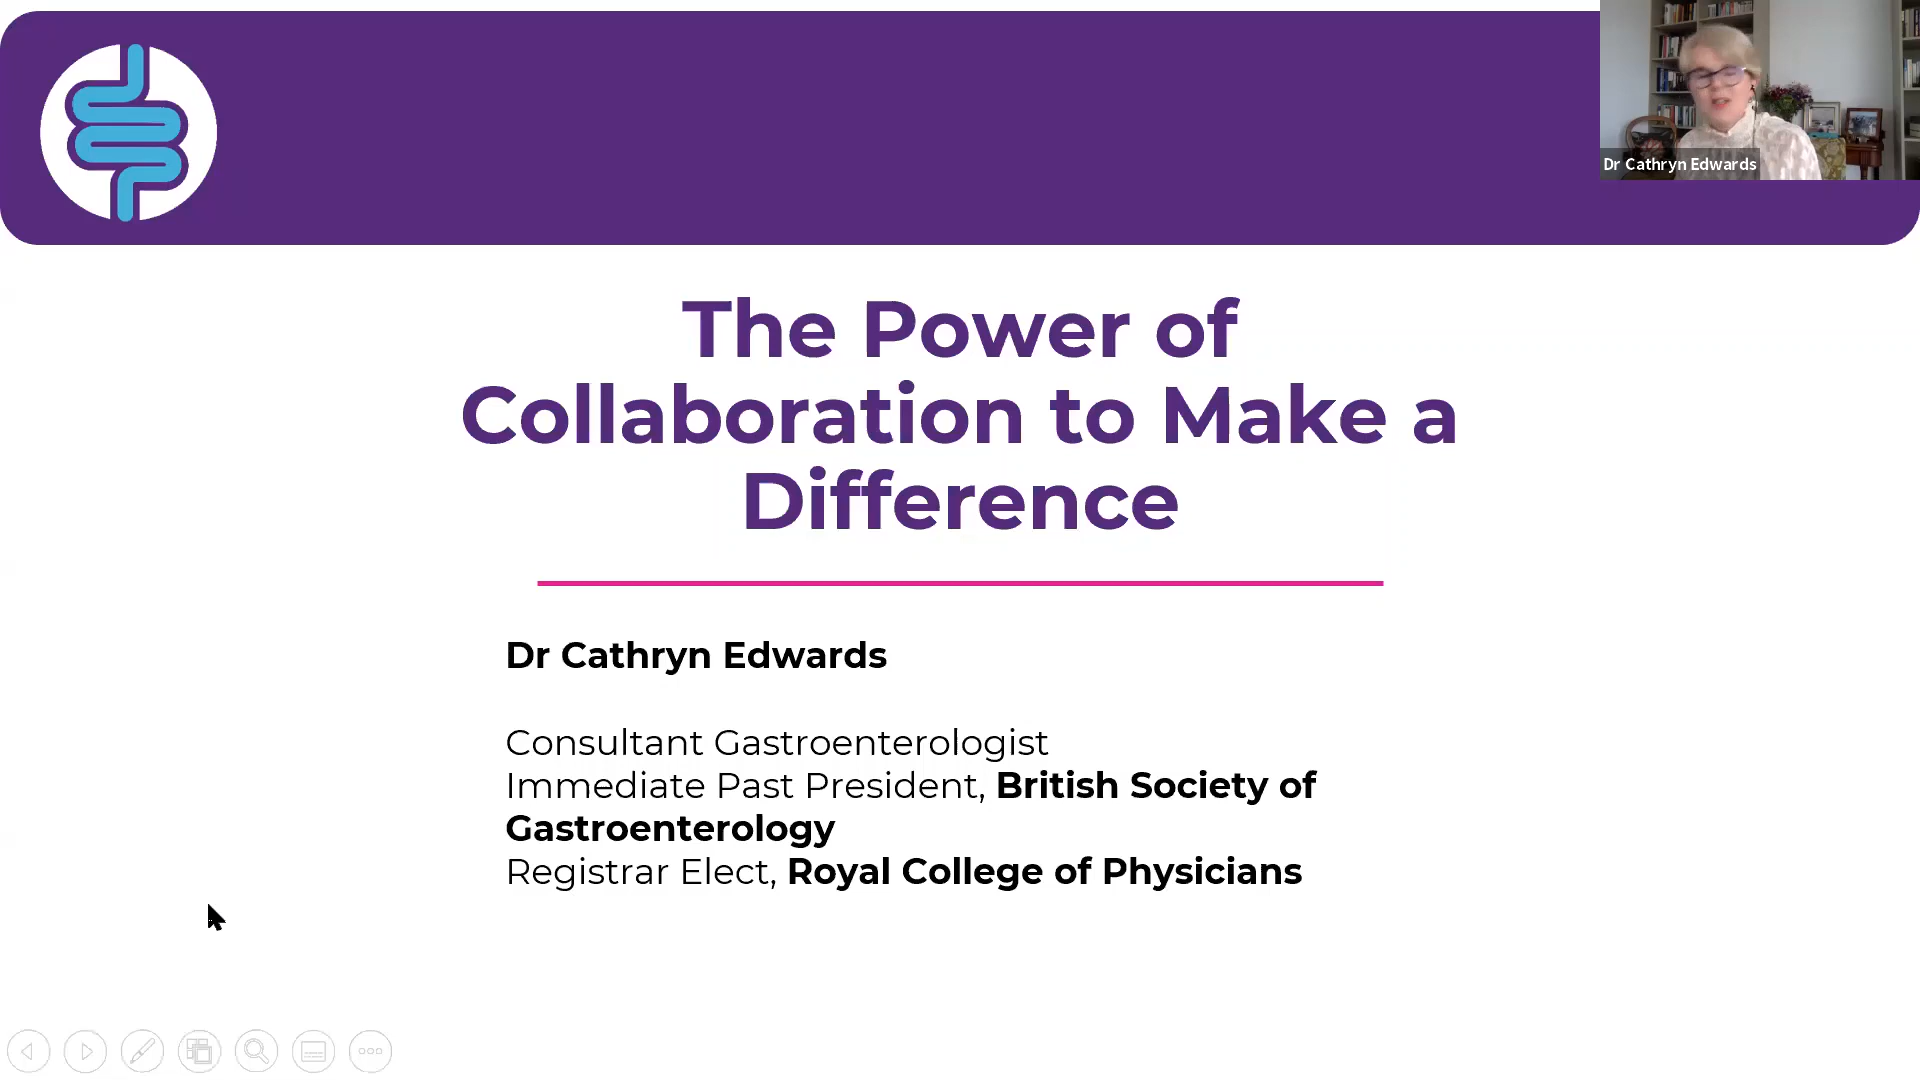 Dr Cathryn Edwards
The Power of
Collaboration to Make a
Difference
Dr Cathryn Edwards
Consultant Gastroenterologist
Immediate Past President, British Society of
Gastroenterology
Registrar Elect, Royal College of Physicians